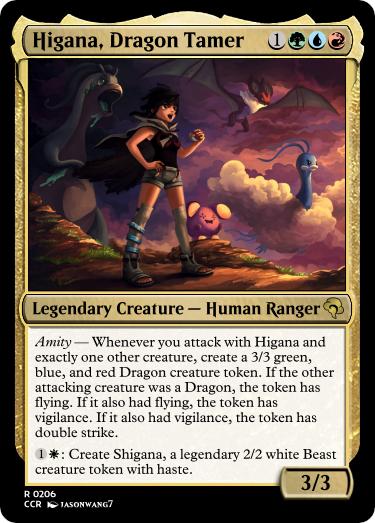 Higana, Dragon Tamer 1
Legendary Creature — Human Ranger
Amity — Whenever you attack with Higana and
exactly one other creature, create a 3/3 green,
blue, and red Dragon creature token. If the other
attacking creature was a Dragon, the token has
flying. If it also had flying, the token has
vigilance. If it also had vigilance, the token has
double strike.
1: Create Shigana, a legendary 2/2 white Beast
creature token with haste.
3/3
R 0206
CCR JASONWANG7